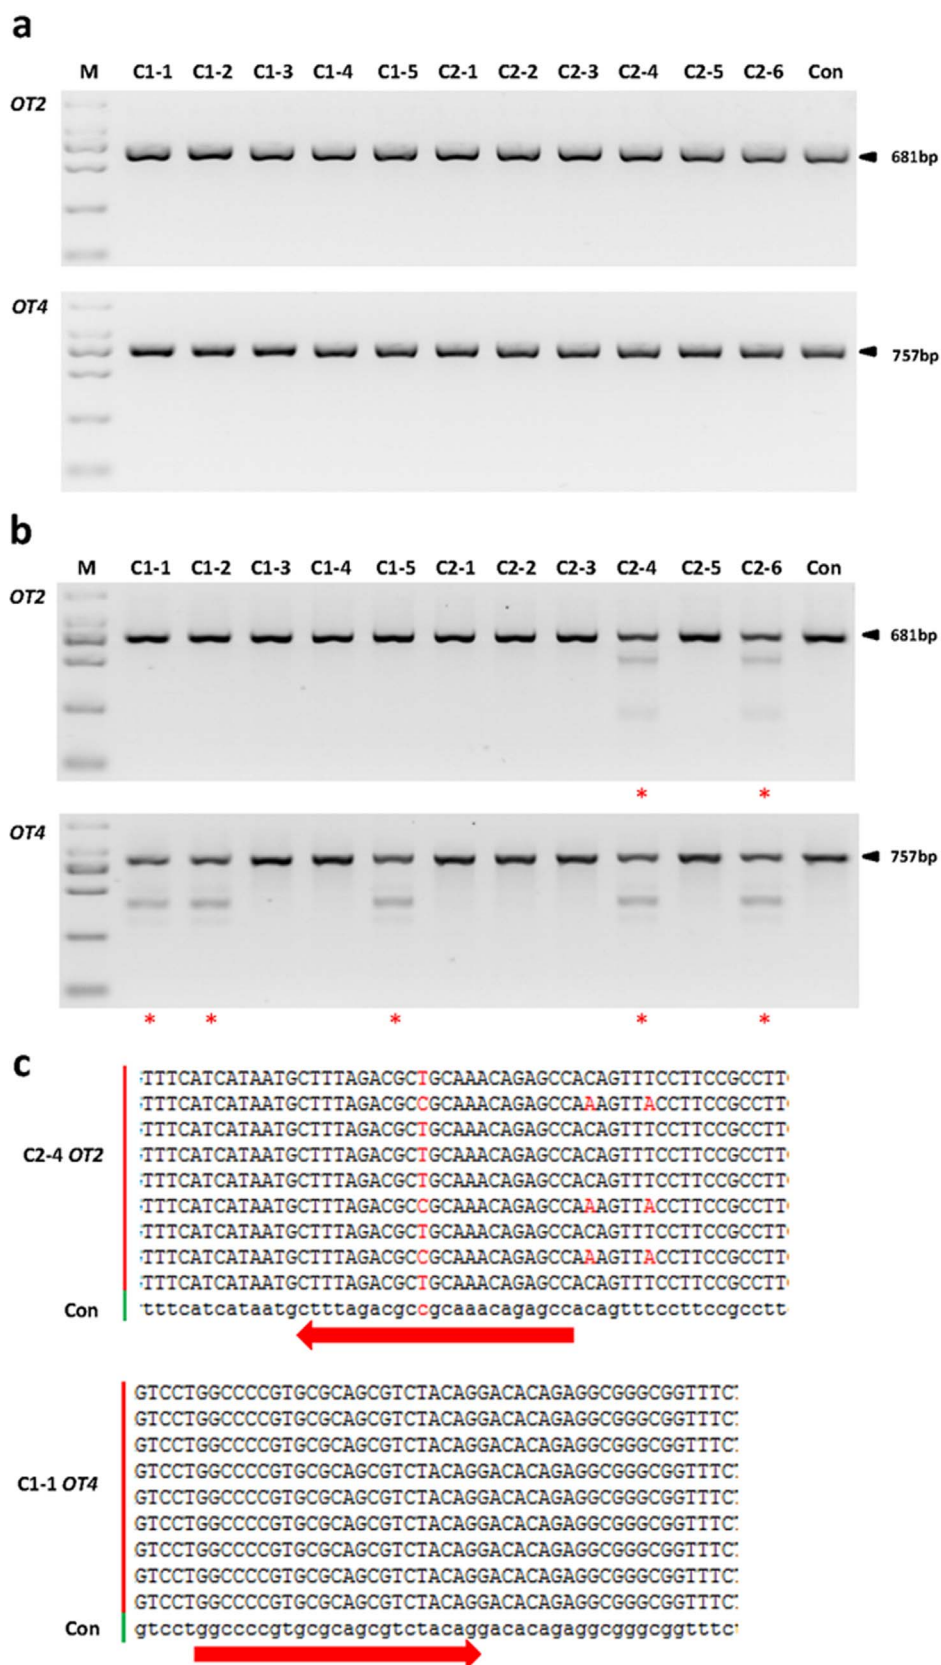 a
M C1-1 C1-2 C1-3 C1-4 C1-5 C2-1 C2-2 C2-3 C2-4 C2-5 C2-6 Con
OT2
681bp
OT4
757bp
b
M C1-1 C1-2 C1-3 C1-4 C1-5 C2-1 C2-2 C2-3 C2-4 C2-5 C2-6 Con
OT2
681bp
* *
OT4
757bp
* * * * *
c
TTTCATCATAATGCTTTAGACGCTGCAAACAGAGCCACAGTTTCCTTCCGCCTT
TTTCATCATAATGCTTTAGACGCCGCAAACAGAGCCAAAGTTACCTTCCGCCTT
TTTCATCATAATGCTTTAGACGCTGCAAACAGAGCCACAGTTTCCTTCCGCCTT
C2-4 OT2 TTTCATCATAATGCTTTAGACGCTGCAAACAGAGCCACAGTTTCCTTCCGCCTT
TTTCATCATAATGCTTTAGACGCTGCAAACAGAGCCACAGTTTCCTTCCGCCTT
TTTCATCATAATGCTTTAGACGCCGCAAACAGAGCCAAAGTTACCTTCCGCCTT
TTTCATCATAATGCTTTAGACGCTGCAAACAGAGCCACAGTTTCCTTCCGCCTT
TTTCATCATAATGCTTTAGACGCCGCAAACAGAGCCAAAGTTACCTTCCGCCTT
TTTCATCATAATGCTTTAGACGCTGCAAACAGAGCCACAGTTTCCTTCCGCCTT
Con tttcatcataatgctttagacgccgcaaacagagccacagtttccttccgcctt
GTCCTGGCCCCGTGCGCAGCGTCTACAGGACACAGAGGCGGGCGGTTTC
GTCCTGGCCCCGTGCGCAGCGTCTACAGGACACAGAGGCGGGCGGTTTC
GTCCTGGCCCCGTGCGCAGCGTCTACAGGACACAGAGGCGGGCGGTTTC
GTCCTGGCCCCGTGCGCAGCGTCTACAGGACACAGAGGCGGGCGGTTTC
C1-1 OT4 GTCCTGGCCCCGTGCGCAGCGTCTACAGGACACAGAGGCGGGCGGTTTC
GTCCTGGCCCCGTGCGCAGCGTCTACAGGACACAGAGGCGGGCGGTTTC
GTCCTGGCCCCGTGCGCAGCGTCTACAGGACACAGAGGCGGGCGGTTTC
GTCCTGGCCCCGTGCGCAGCGTCTACAGGACACAGAGGCGGGCGGTTTC
GTCCTGGCCCCGTGCGCAGCGTCTACAGGACACAGAGGCGGGCGGTTTC
Con gtcctggccccgtgcgcagcgtctacaggacacagaggcgggcggtttc